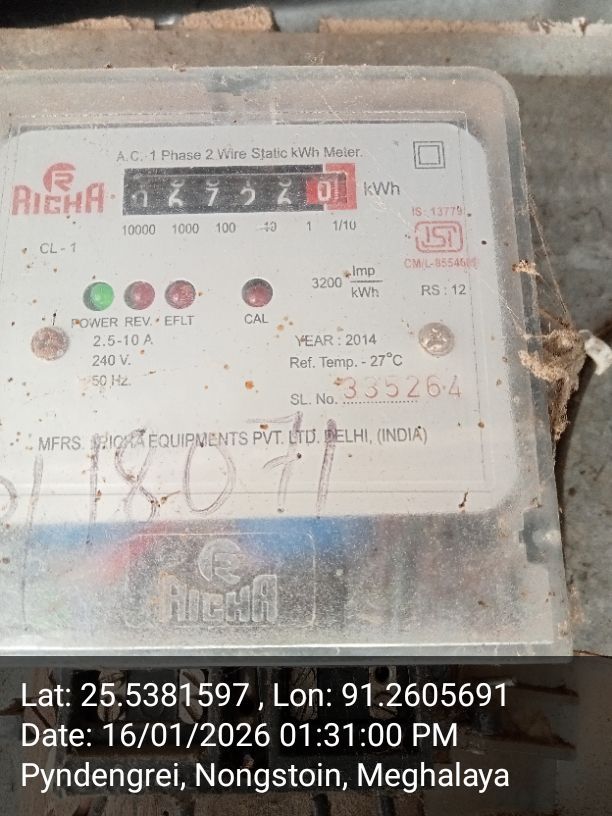 A.C.-1 Phase 2 Wire Static kWh Meter.
RICHA
kWh
10000 1000 100 10 1 1/10
IS: 13779
ISI
CL-1
3200 Imp/kWh
RS : 12
POWER REV. EFLT CAL
2.5-10 A
YEAR : 2014
240 V.
Ref. Temp. - 27°C
50 Hz.
SL. No. 335264
MFRS. RICHA EQUIPMENTS PVT. LTD. DELHI, (INDIA)
18071
RICHA
Lat: 25.5381597 , Lon: 91.2605691
Date: 16/01/2026 01:31:00 PM
Pyndengrei, Nongstoin, Meghalaya